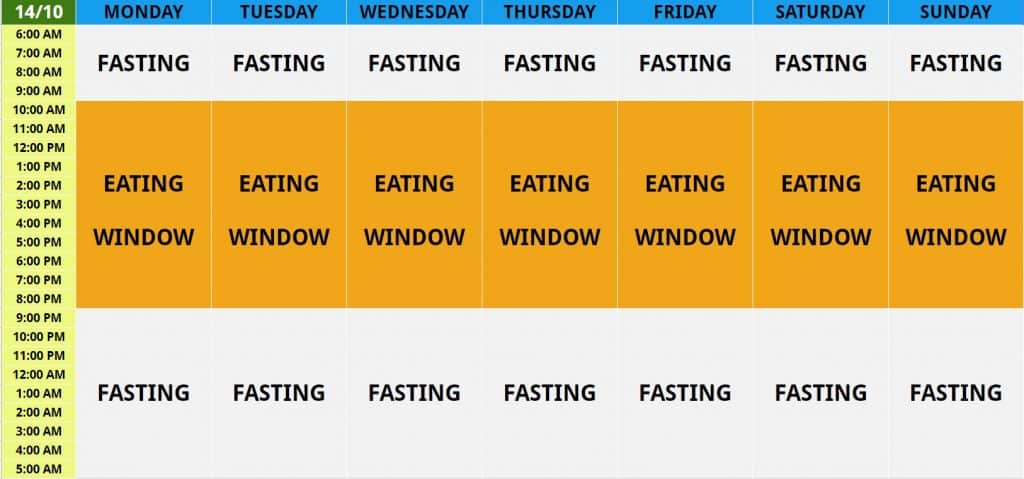 14/10 MONDAY TUESDAY WEDNESDAY THURSDAY FRIDAY SATURDAY SUNDAY
6:00 AM
7:00 AM
FASTING FASTING FASTING FASTING FASTING FASTING FASTING
8:00 AM
9:00 AM
10:00 AM
11:00 AM
12:00 PM
1:00 PM
2:00 PM EATING EATING EATING EATING EATING EATING EATING
3:00 PM
4:00 PM
5:00 PM WINDOW WINDOW WINDOW WINDOW WINDOW WINDOW WINDOW
6:00 PM
7:00 PM
8:00 PM
9:00 PM
10:00 PM
11:00 PM
12:00 AM
1:00 AM FASTING FASTING FASTING FASTING FASTING FASTING FASTING
2:00 AM
3:00 AM
4:00 AM
5:00 AM